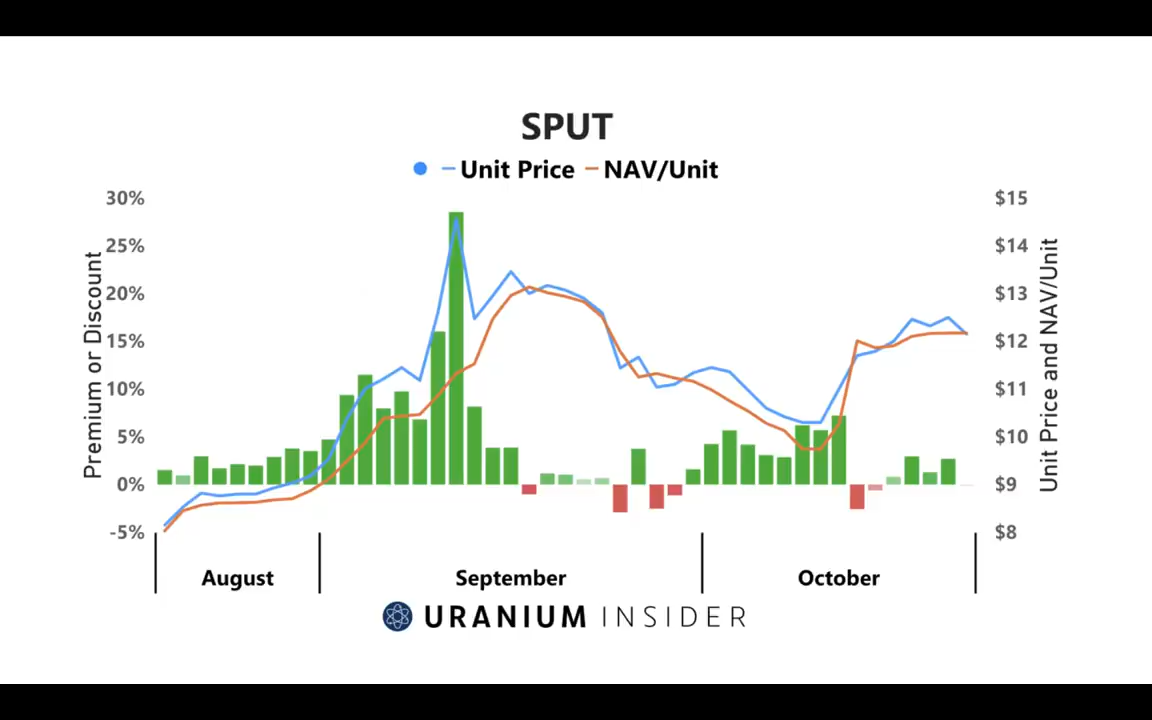 SPUT
Unit Price NAV/Unit
30%
25%
20%
15%
10%
5%
0%
-5%
Premium or Discount
$15
$14
$13
$12
$11
$10
$9
$8
Unit Price and NAV/Unit
August September October
URANIUM INSIDER